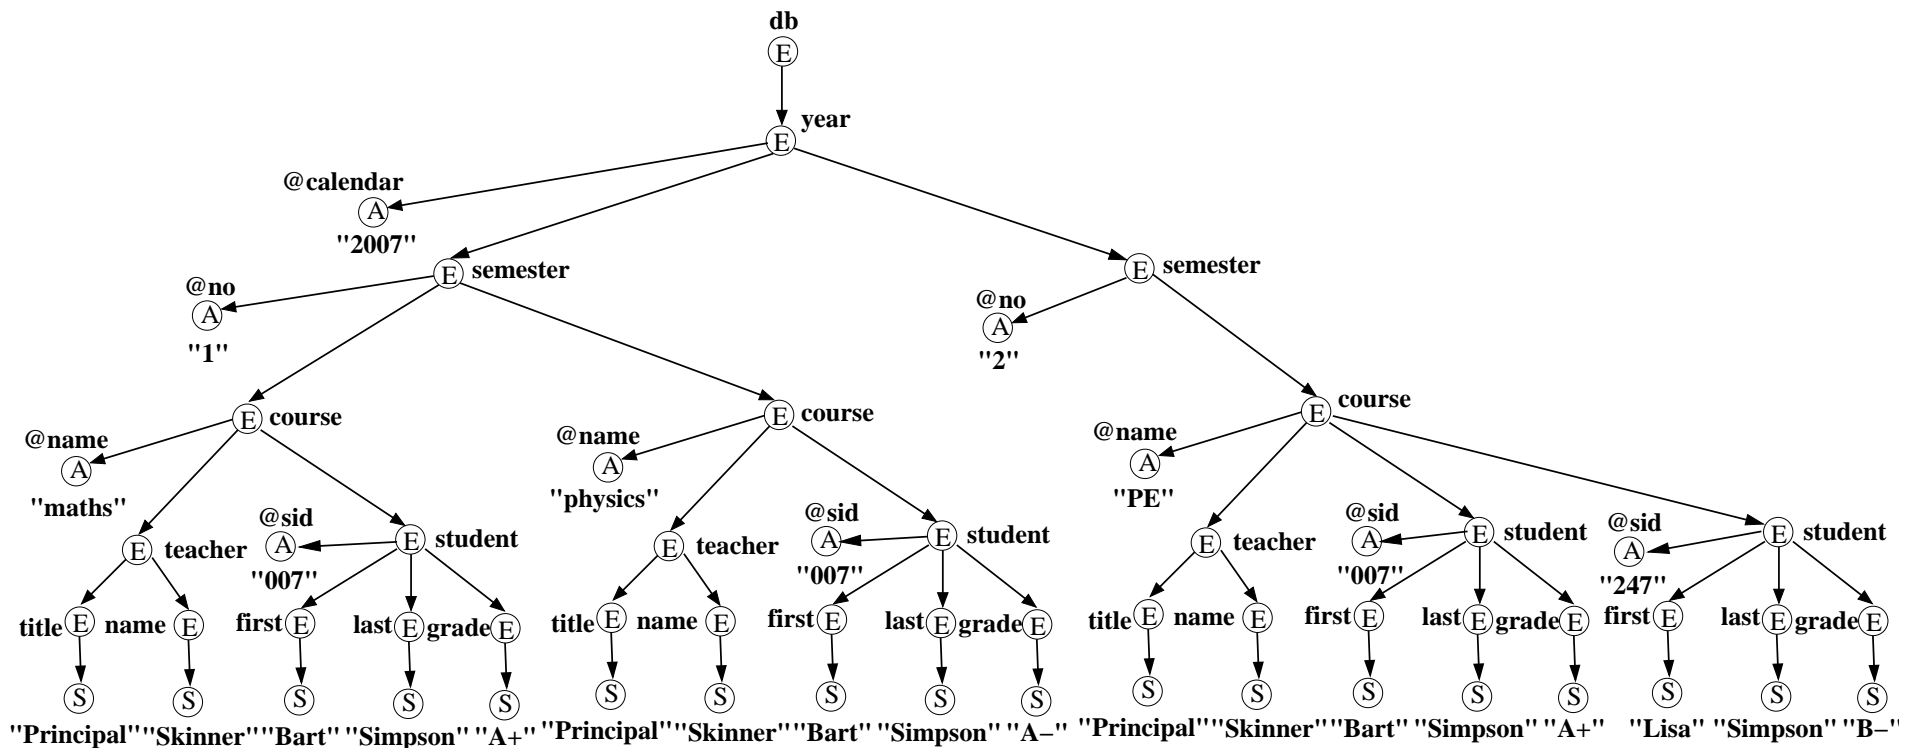 db
E
year
E
@calendar
A
"2007"
E semester
E semester
@no
A
"1"
@no
A
"2"
E course
E course
E course
@name
A
"maths"
@name
A
"physics"
@name
A
"PE"
@sid
A
"007"
@sid
A
"007"
@sid
A
"007"
@sid
A
"247"
E teacher
E student
E teacher
E student
E teacher
E student
E student
title E name E first E last E grade E title E name E first E last E grade E title E name E first E last E grade E first E last E grade E
S S S S S S S S S S S S S S S S S S
"Principal" "Skinner" "Bart" "Simpson" "A+" "Principal" "Skinner" "Bart" "Simpson" "A−" "Principal" "Skinner" "Bart" "Simpson" "A+" "Lisa" "Simpson" "B−"